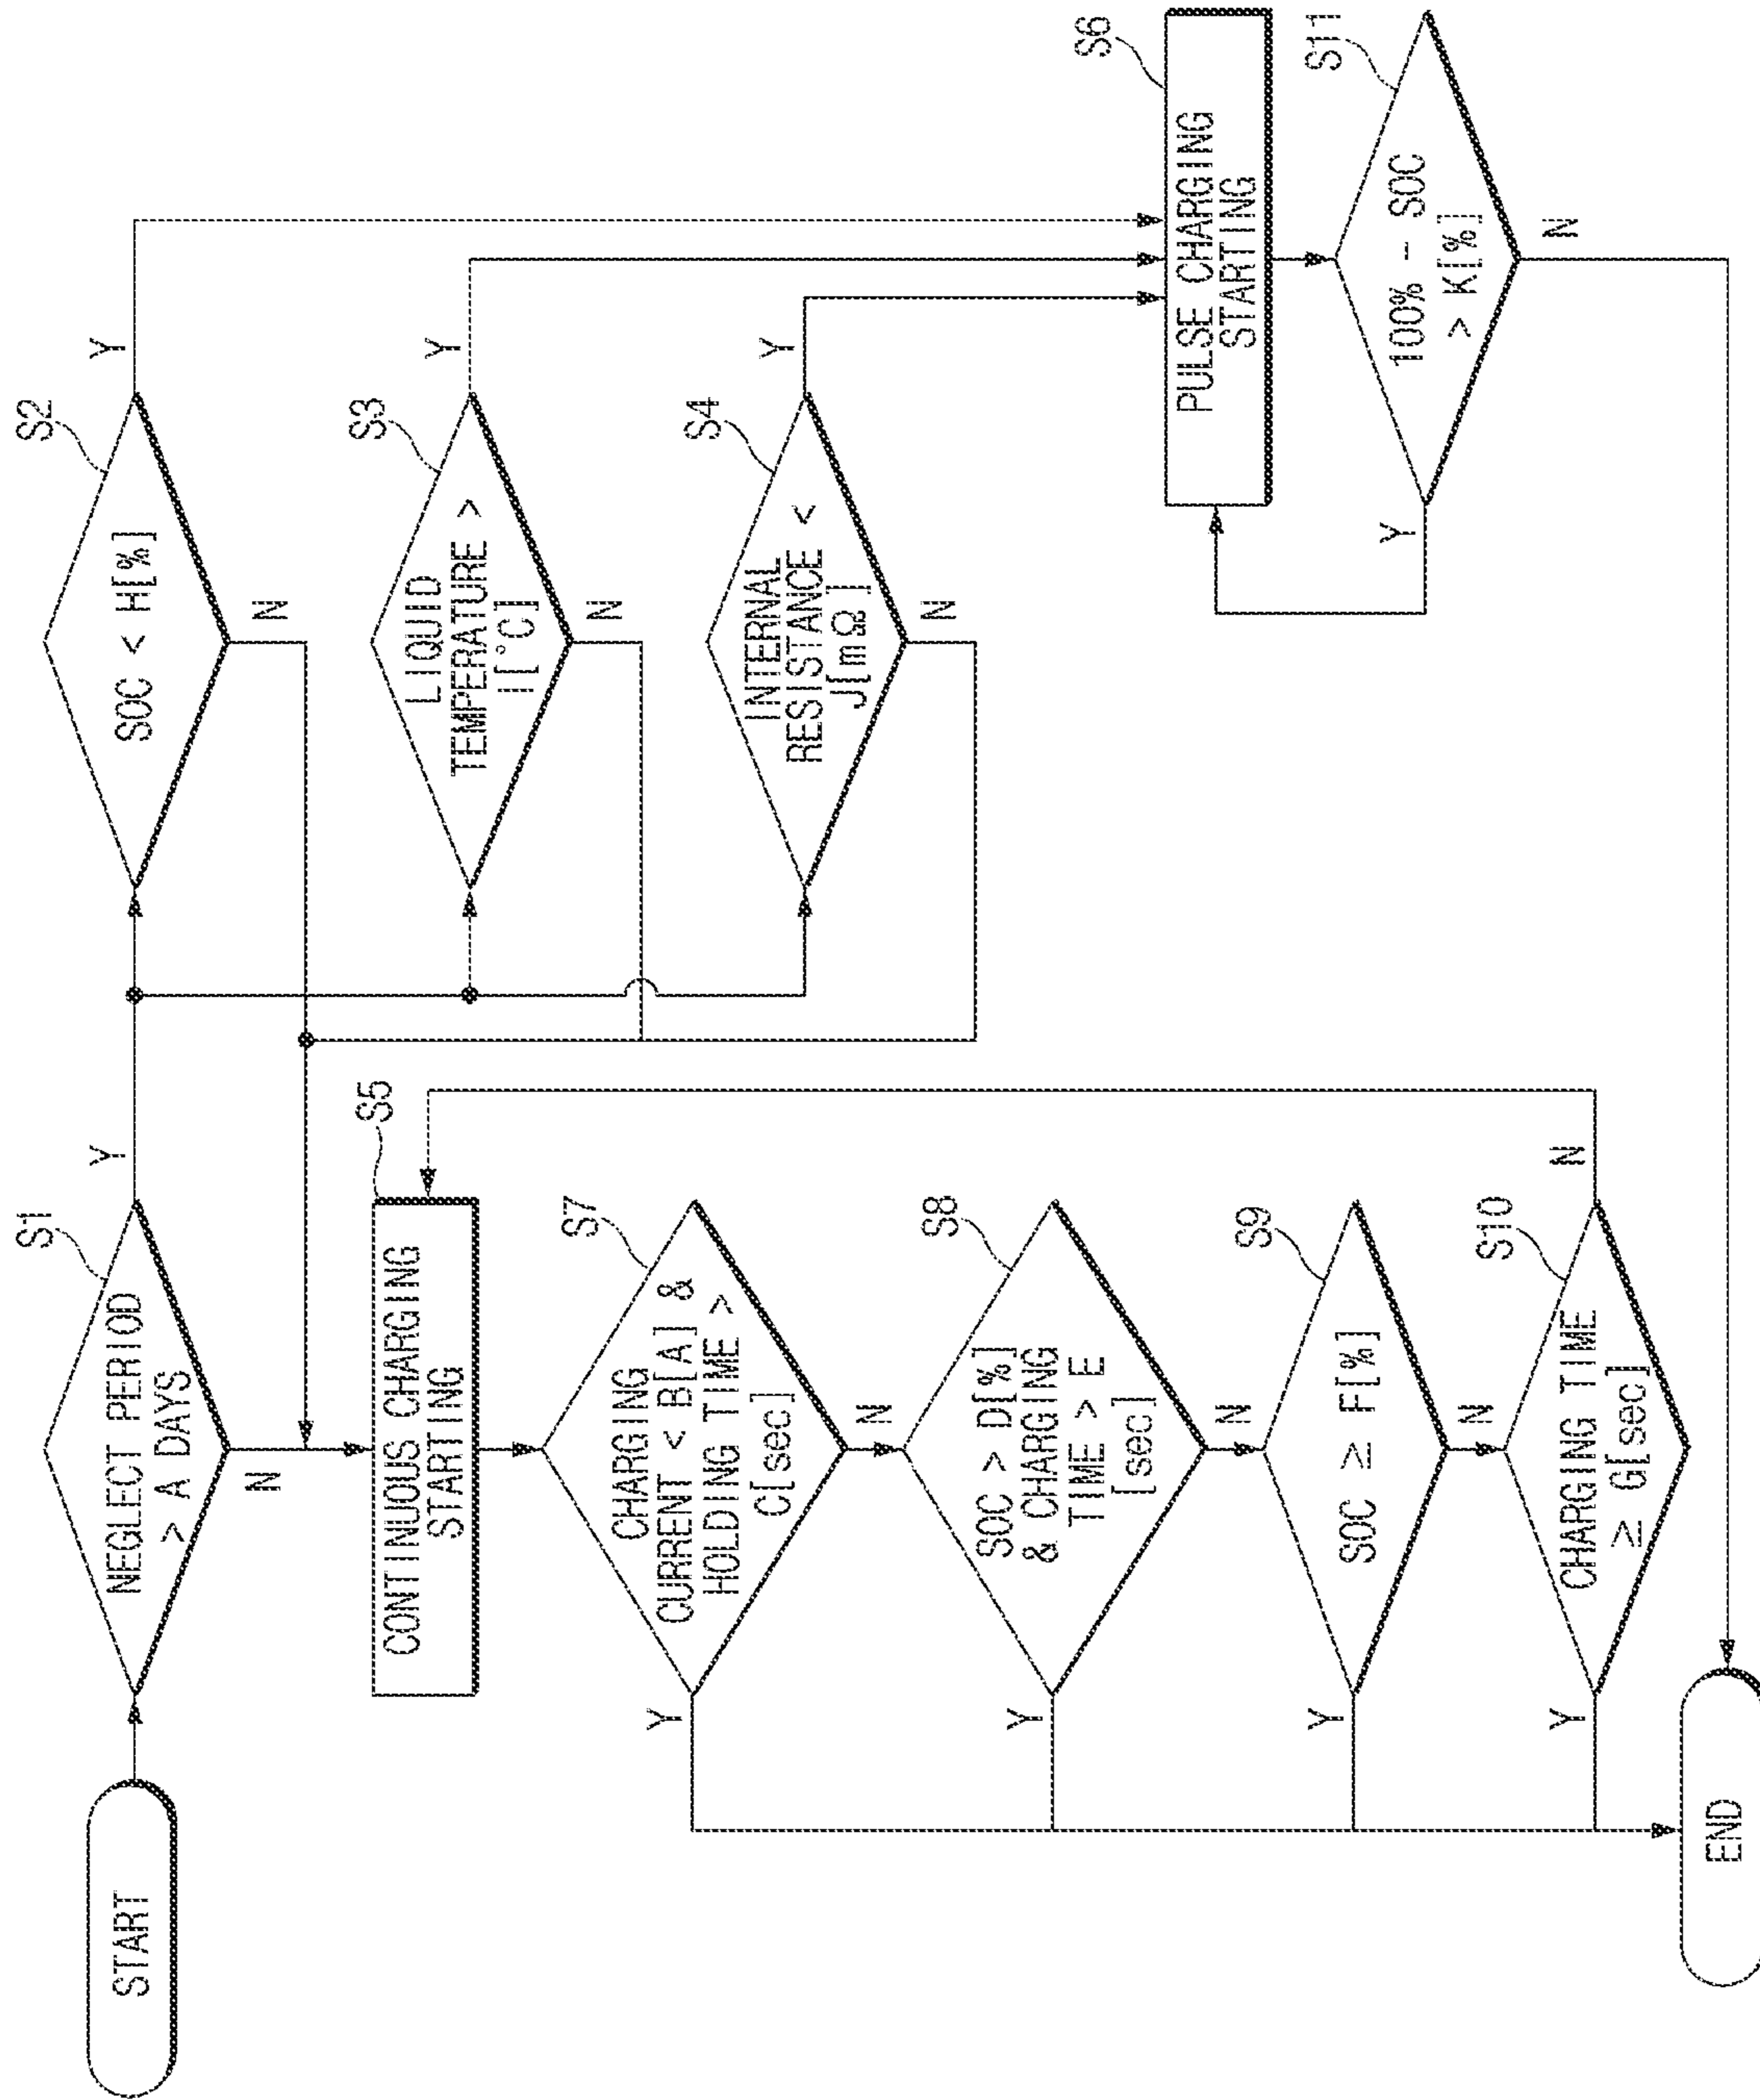 START
S1
NEGLECT PERIOD
> A DAYS
Y
N
S2
SOC < H[%]
Y
N
S3
LIQUID
TEMPERATURE >
I[°C]
Y
N
S4
INTERNAL
RESISTANCE <
J[mΩ]
Y
N
S5
CONTINUOUS CHARGING
STARTING
S7
CHARGING
CURRENT < B[A] &
HOLDING TIME >
C[sec]
Y
N
S8
SOC > D[%]
& CHARGING
TIME > E
[sec]
Y
N
S9
SOC ≥ F[%]
Y
N
S10
CHARGING TIME
≥ G[sec]
Y
N
S6
PULSE CHARGING
STARTING
S11
100% - SOC
> K[%]
Y
N
END